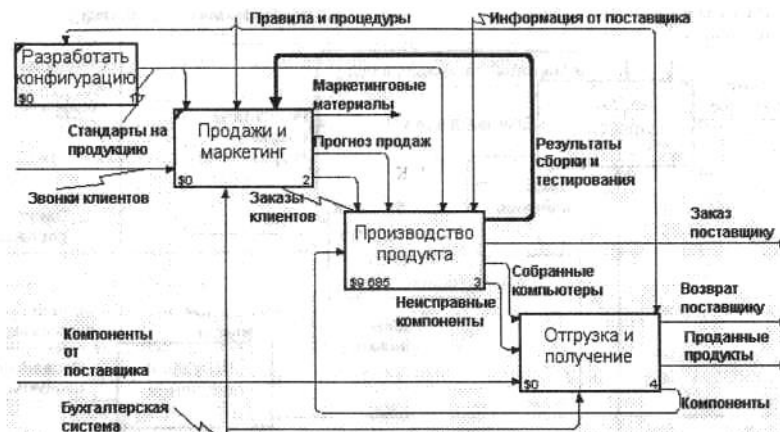 Правила и процедуры
Информация от поставщика
Разработать
конфигурацию
$0
1
Стандарты на
продукцию
Маркетинговые
материалы
Продажи и
маркетинг
$0
2
Прогноз продаж
Результаты
сборки и
тестирования
Звонки клиентов
Заказы
клиентов
Производство
продукта
$9 685
3
Заказ
поставщику
Собранные
компьютеры
Неисправные
компоненты
Возврат
поставщику
Отгрузка и
получение
$0
4
Проданные
продукты
Компоненты
от
поставщика
Компоненты
Бухгалтерская
система